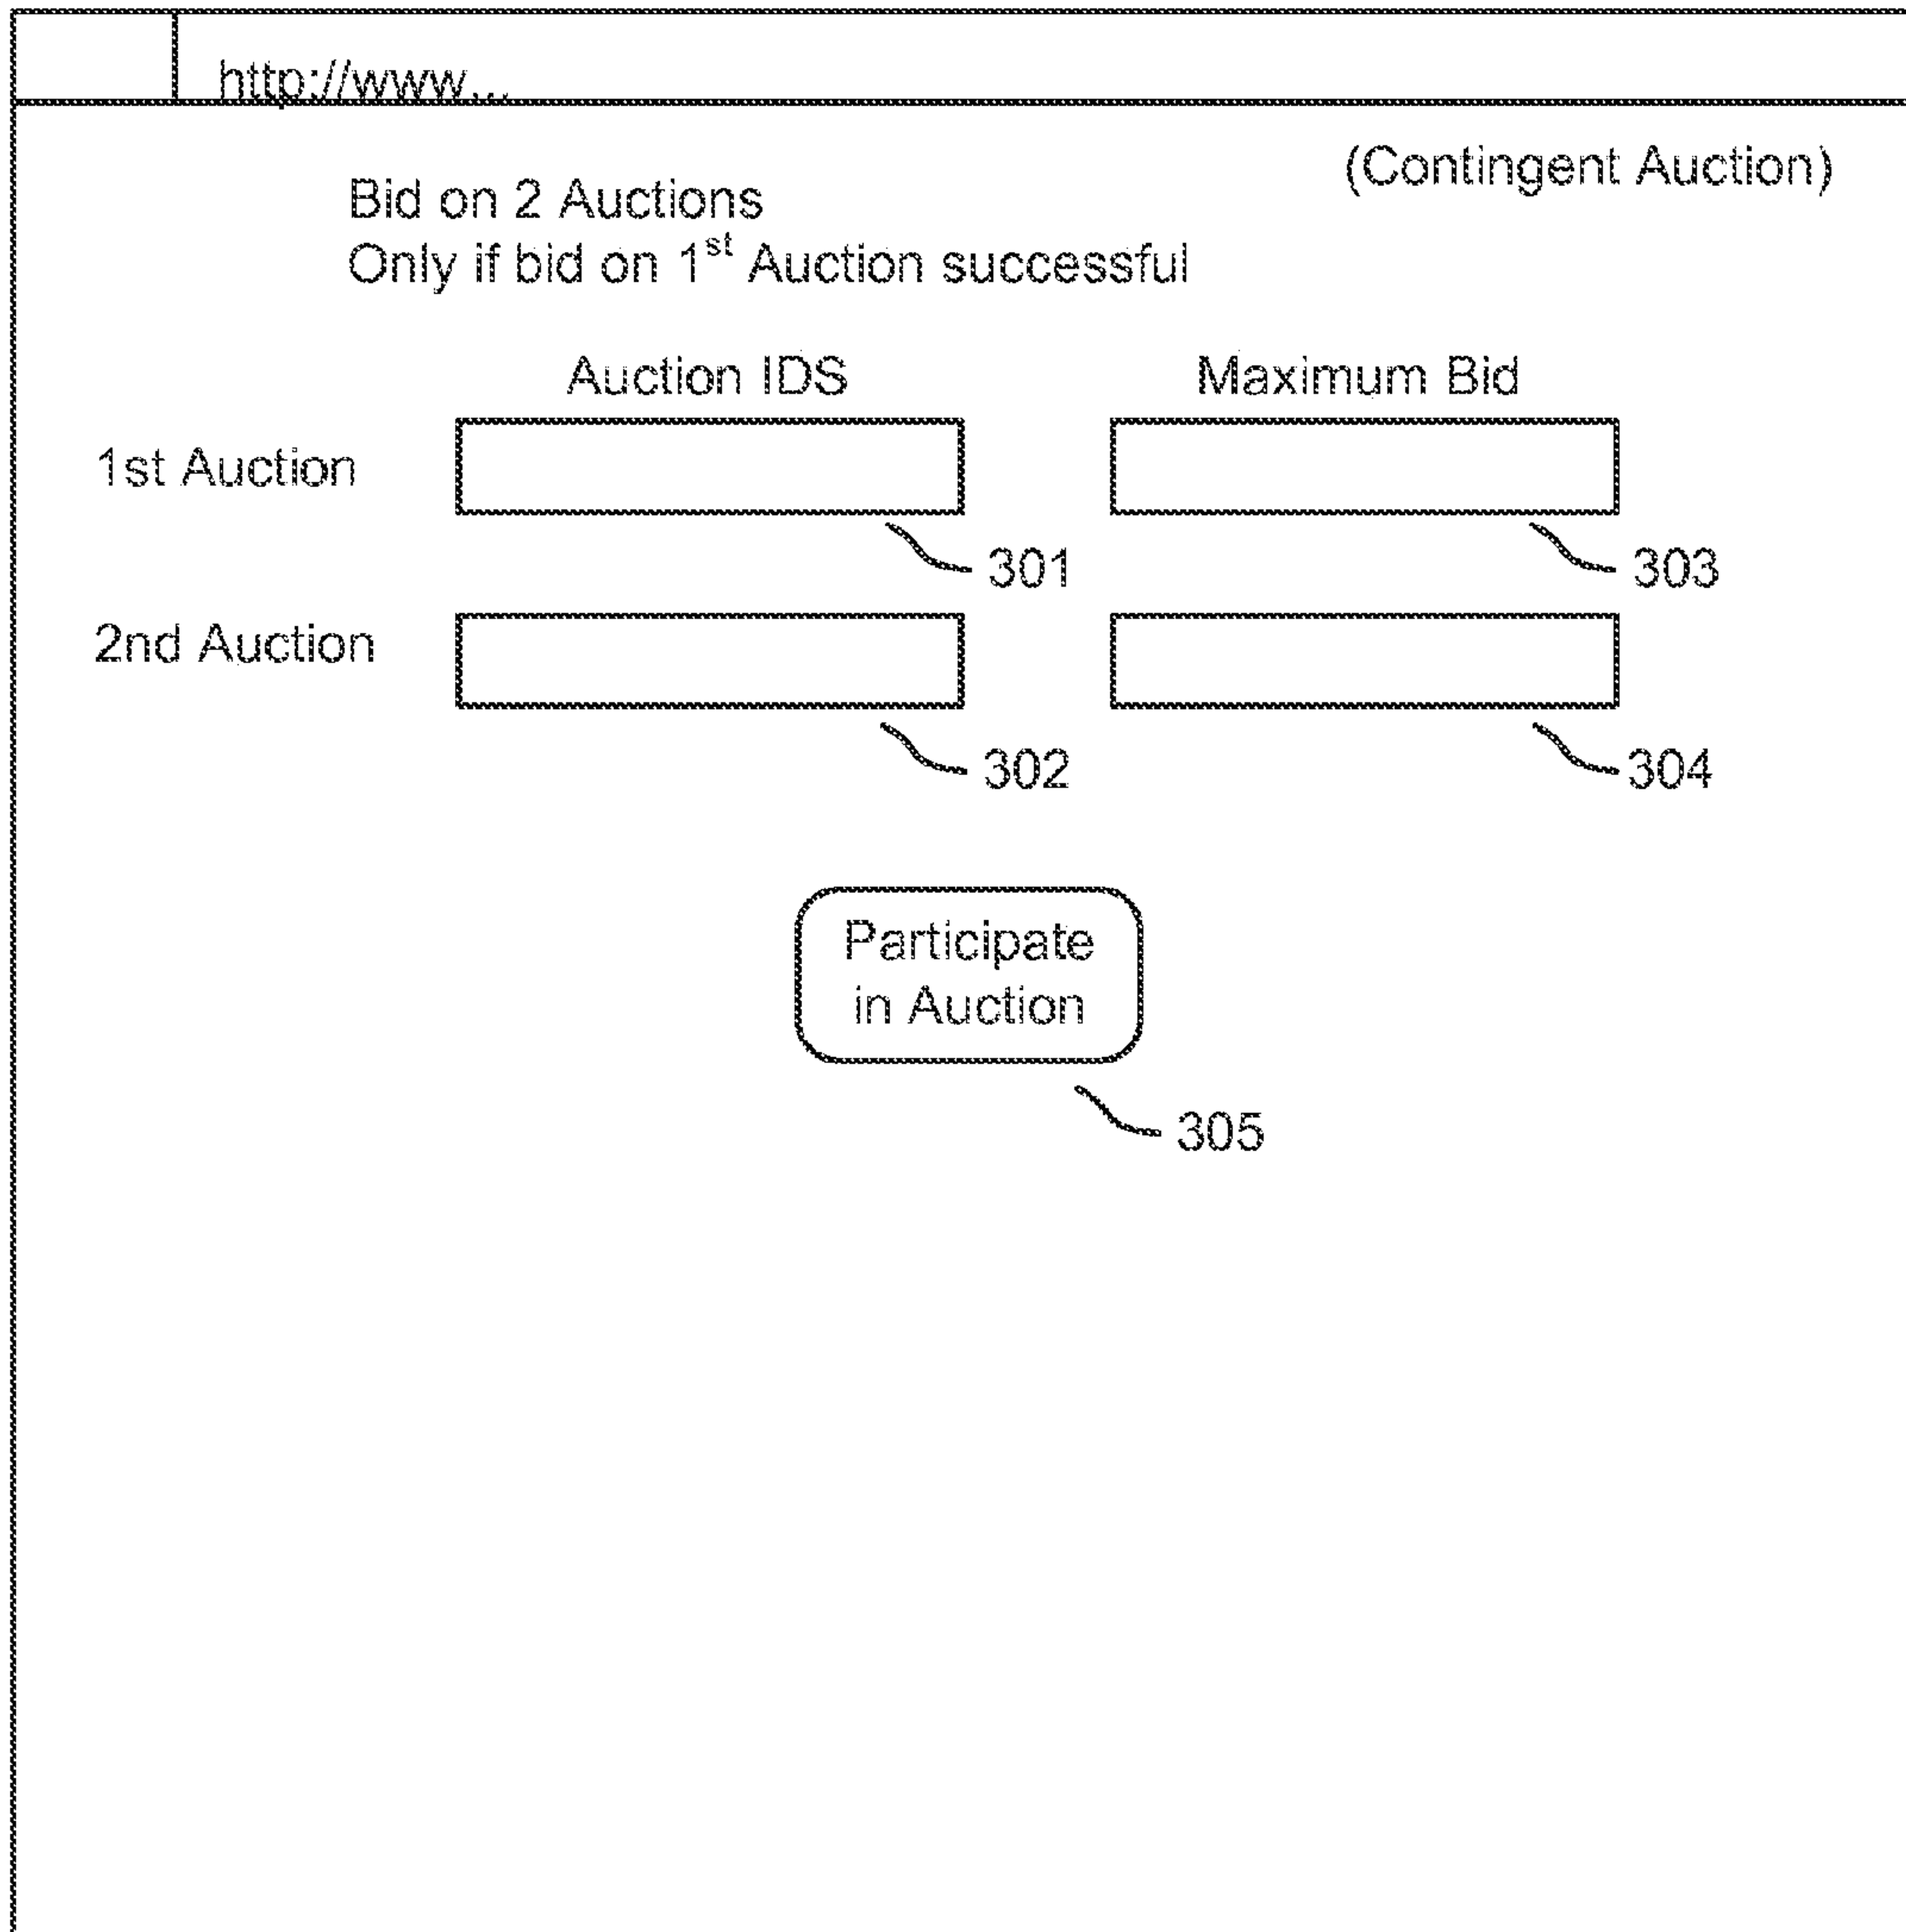 http://www...
(Contingent Auction)
Bid on 2 Auctions
Only if bid on 1st Auction successful
Auction IDS Maximum Bid
1st Auction
301 303
2nd Auction
302 304
Participate
in Auction
305